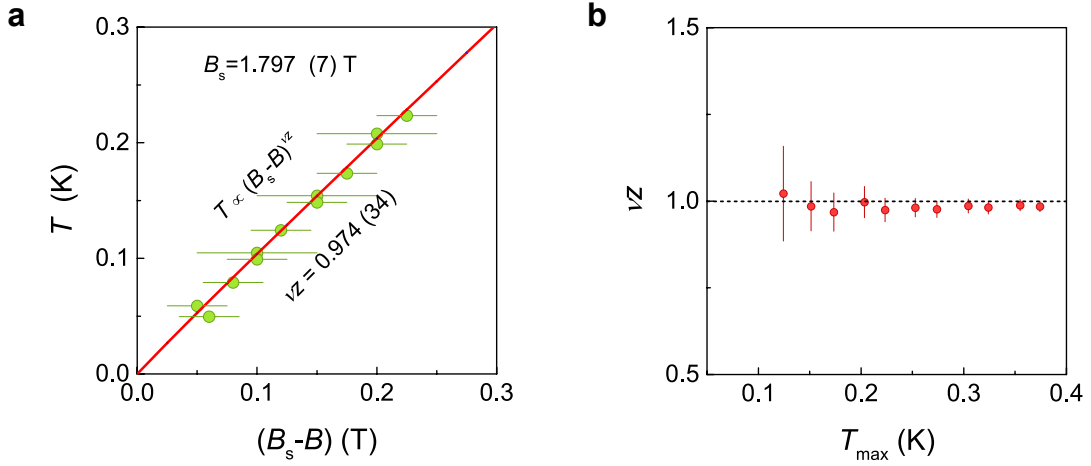 a
B_s=1.797 (7) T
T ∝ (B_s-B)^{νz}
νz = 0.974 (34)
T (K)
0.3
0.2
0.1
0.0
0.0 0.1 0.2 0.3
(B_s-B) (T)
b
νz
1.5
1.0
0.5
0.1 0.2 0.3 0.4
T_max (K)